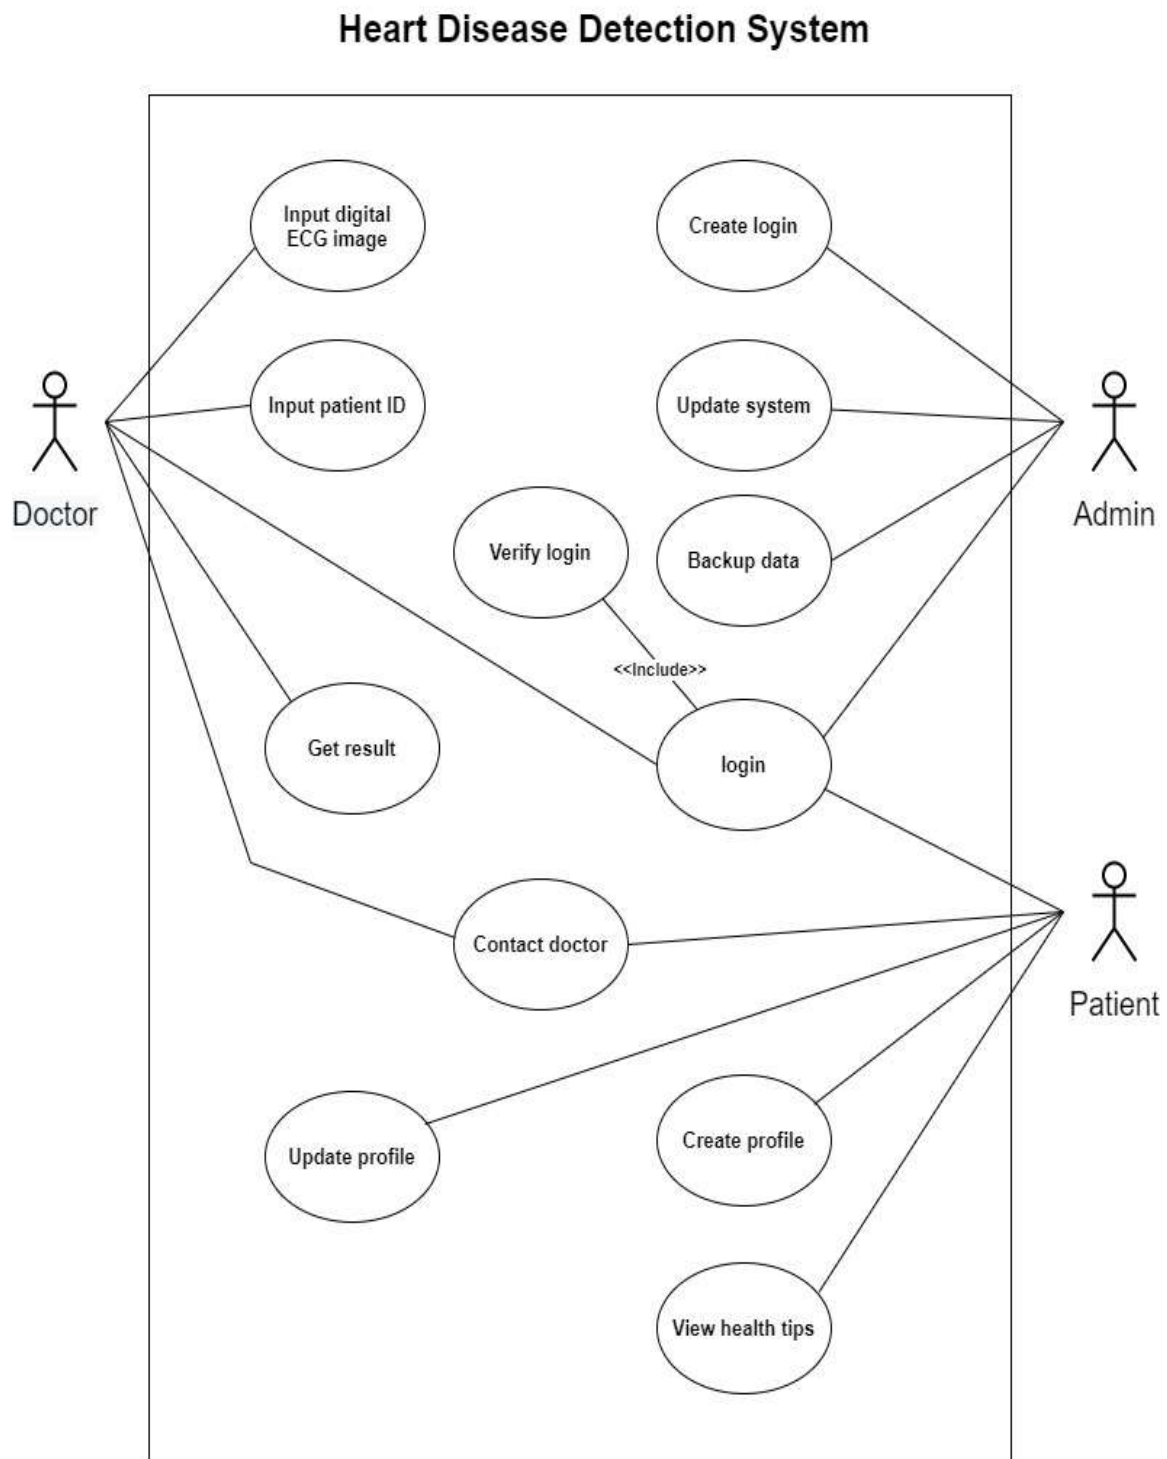 Heart Disease Detection System
Input digital
ECG image
Create login
Input patient ID
Update system
Doctor
Admin
Verify login
Backup data
<<Include>>
Get result
login
Contact doctor
Patient
Update profile
Create profile
View health tips